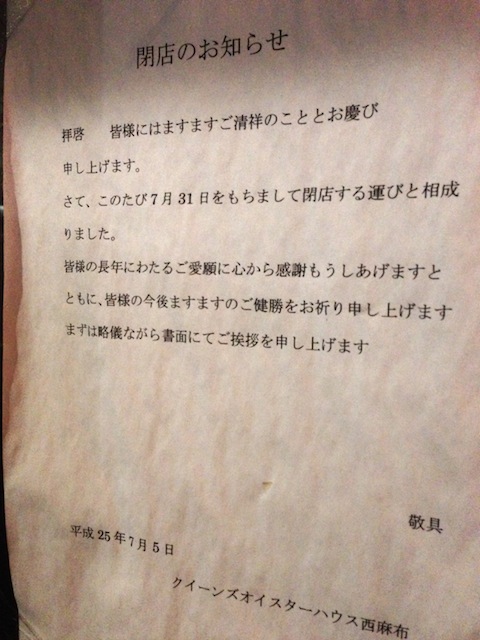 閉店のお知らせ
拝啓　皆様にはますますご清祥のこととお慶び
申し上げます。
さて、このたび7月31日をもちまして閉店する運びと相成
りました。
皆様の長年にわたるご愛願に心から感謝もうしあげますと
ともに、皆様の今後ますますのご健勝をお祈り申し上げます
まずは略儀ながら書面にてご挨拶を申し上げます
敬具
平成25年7月5日
クイーンズオイスターハウス西麻布